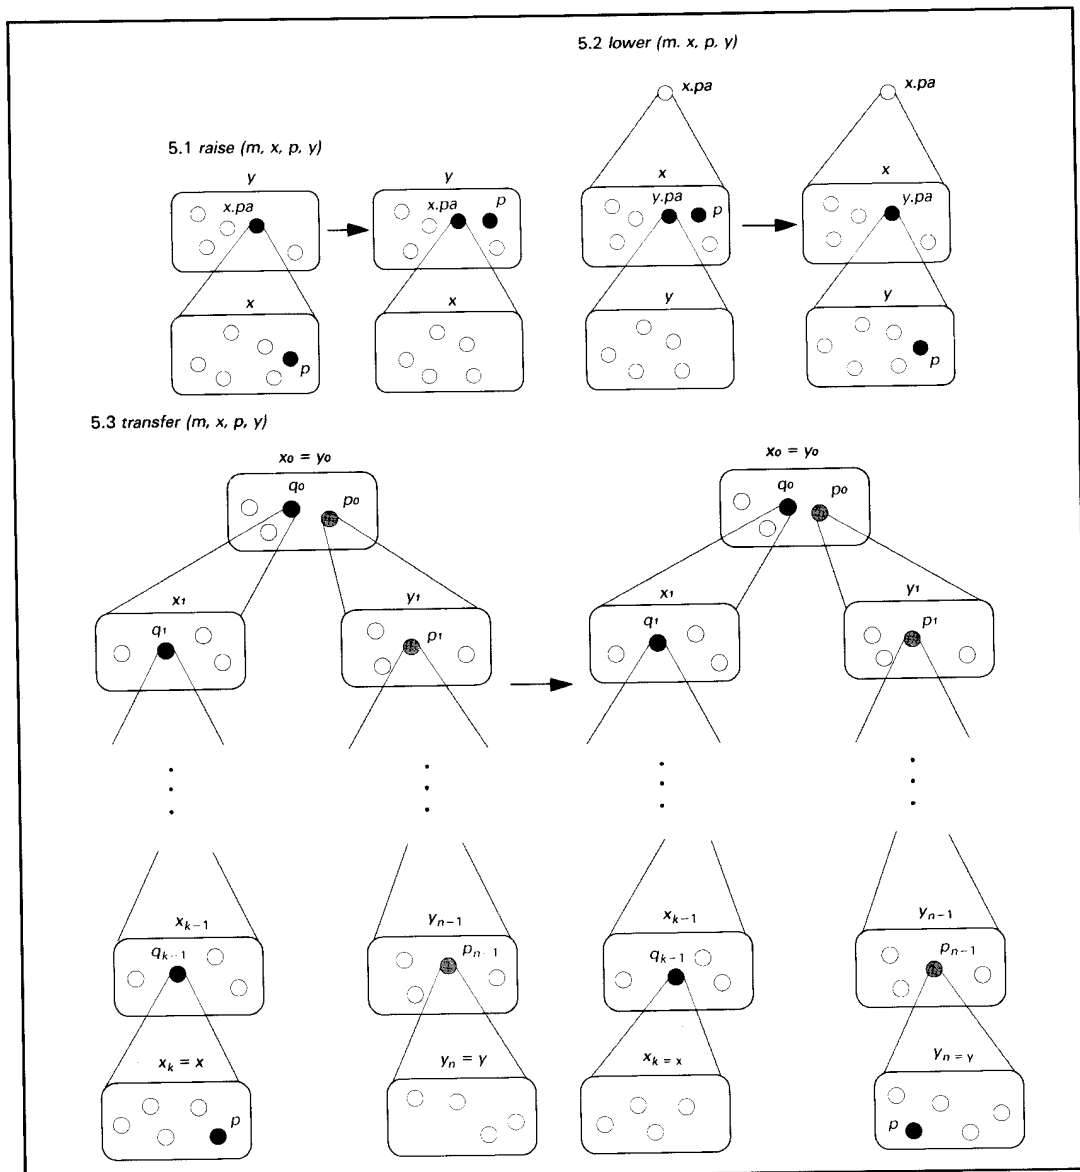 5.2 lower (m. x, p, y)
x.pa
x.pa
5.1 raise (m, x, p, y)
y
y
x
x
x.pa
x.pa
p
y.pa
p
y.pa
x
x
y
y
p
p
5.3 transfer (m, x, p, y)
x0 = y0
x0 = y0
q0
p0
q0
p0
x1
y1
x1
y1
q1
p1
q1
p1
xk−1
yn−1
xk−1
yn−1
qk−1
pn−1
qk−1
pn−1
xk = x
yn = y
xk = x
yn = y
p
p